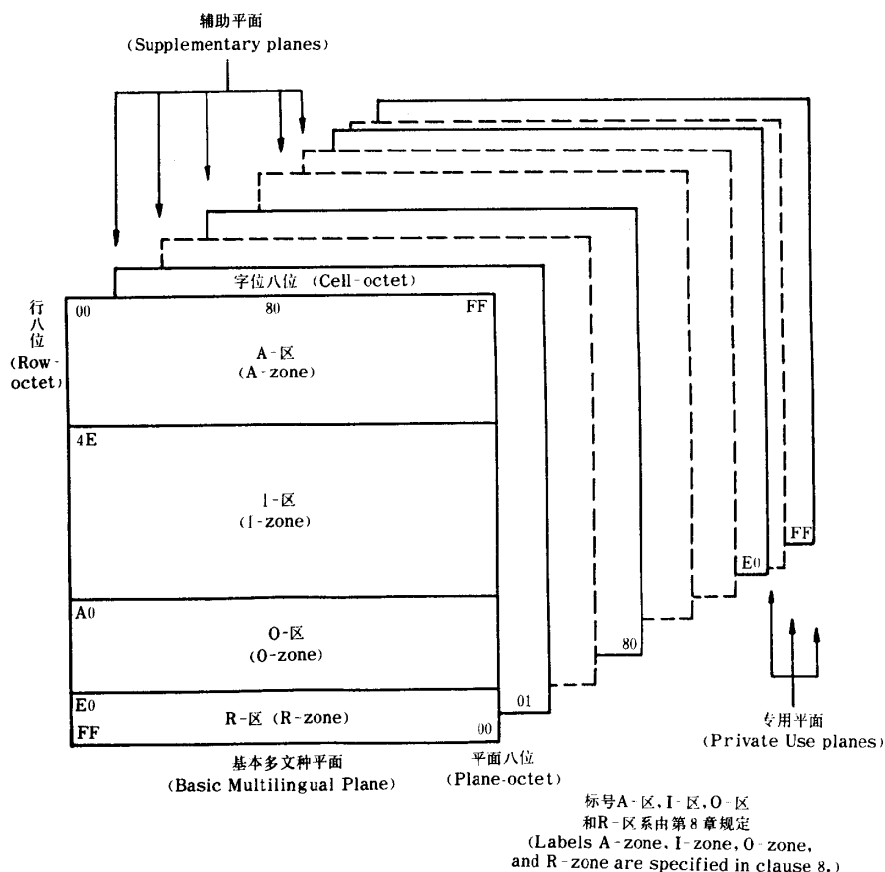 辅助平面
(Supplementary planes)
字位八位 (Cell-octet)
行八位
(Row-
octet)
00 80 FF
A-区
(A-zone)
4E
I-区
(I-zone)
A0
O-区
(O-zone)
E0
R-区 (R-zone)
FF 00
01
80
E0
FF
基本多文种平面
(Basic Multilingual Plane)
平面八位
(Plane-octet)
专用平面
(Private Use planes)
标号A-区,I-区,O-区
和R-区系由第8章规定
(Labels A-zone, I-zone, O-zone,
and R-zone are specified in clause 8.)